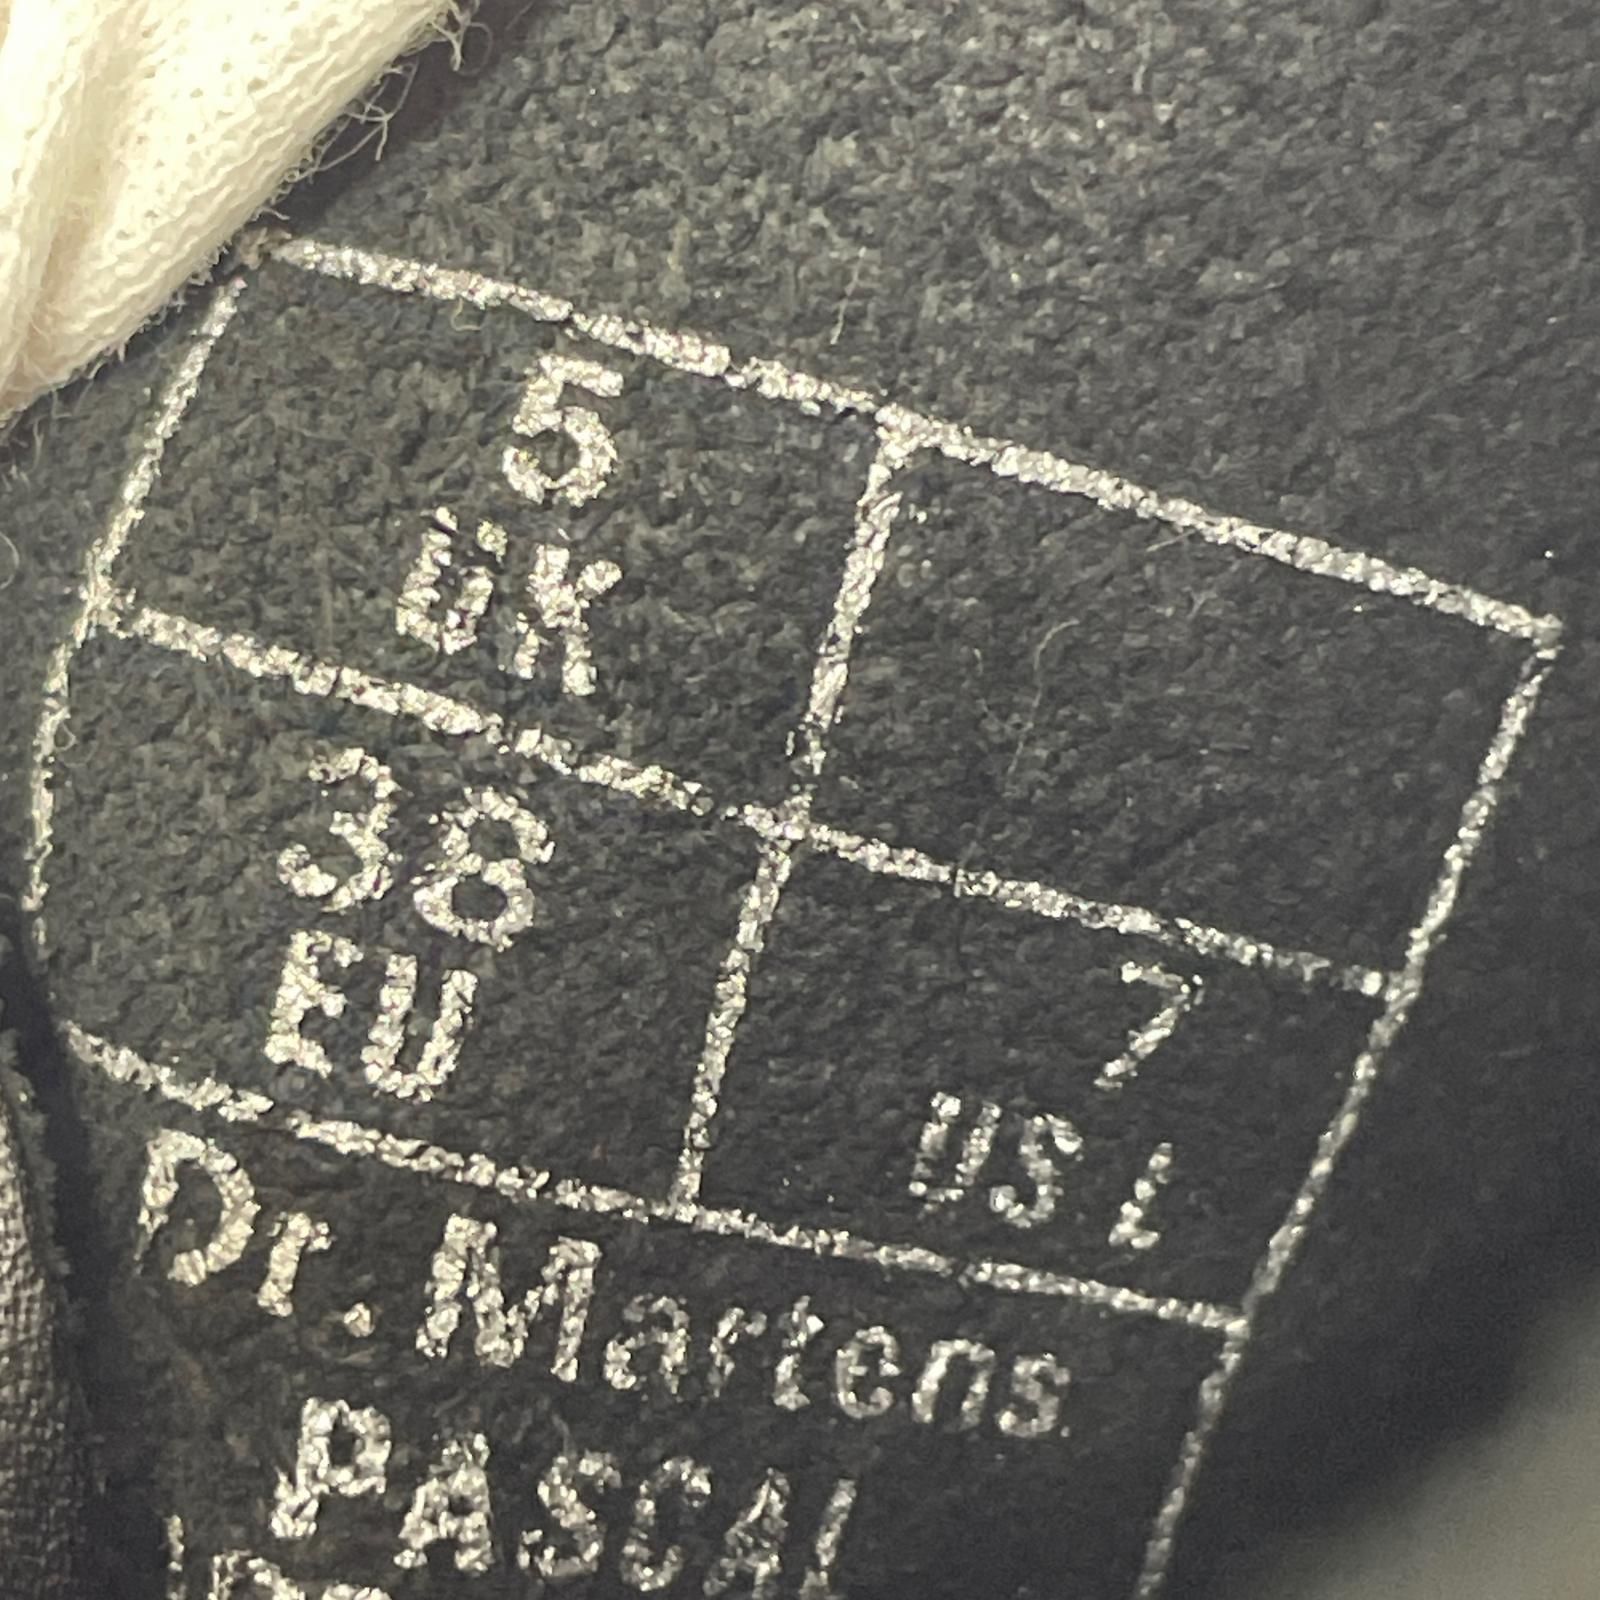 5
UK
38
EU
7
US L
Dr. Martens
PASCAL